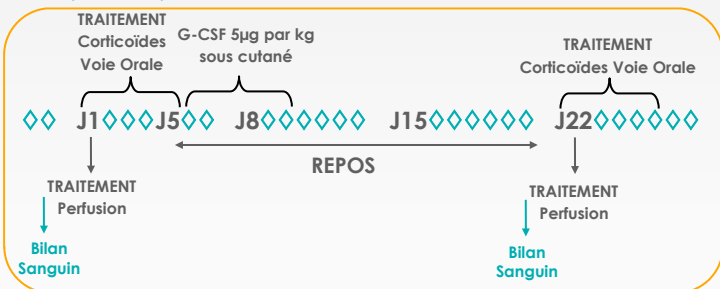 TRAITEMENT
Corticoïdes
Voie Orale
G-CSF 5µg par kg
sous cutané
TRAITEMENT
Corticoïdes Voie Orale
J1 J5 J8 J15 J22
REPOS
TRAITEMENT
Perfusion
TRAITEMENT
Perfusion
Bilan
Sanguin
Bilan
Sanguin